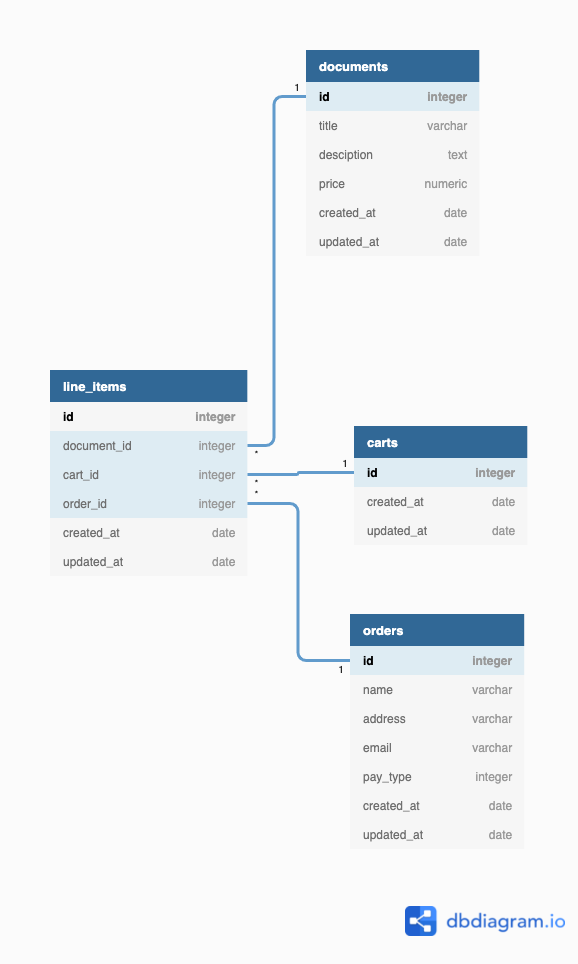 documents
1
id integer
title varchar
desciption text
price numeric
created_at date
updated_at date
line_items
id integer
document_id integer
*
cart_id integer
*
*
order_id integer
created_at date
updated_at date
carts
1
id integer
created_at date
updated_at date
orders
id integer
1
name varchar
address varchar
email varchar
pay_type integer
created_at date
updated_at date
dbdiagram.io